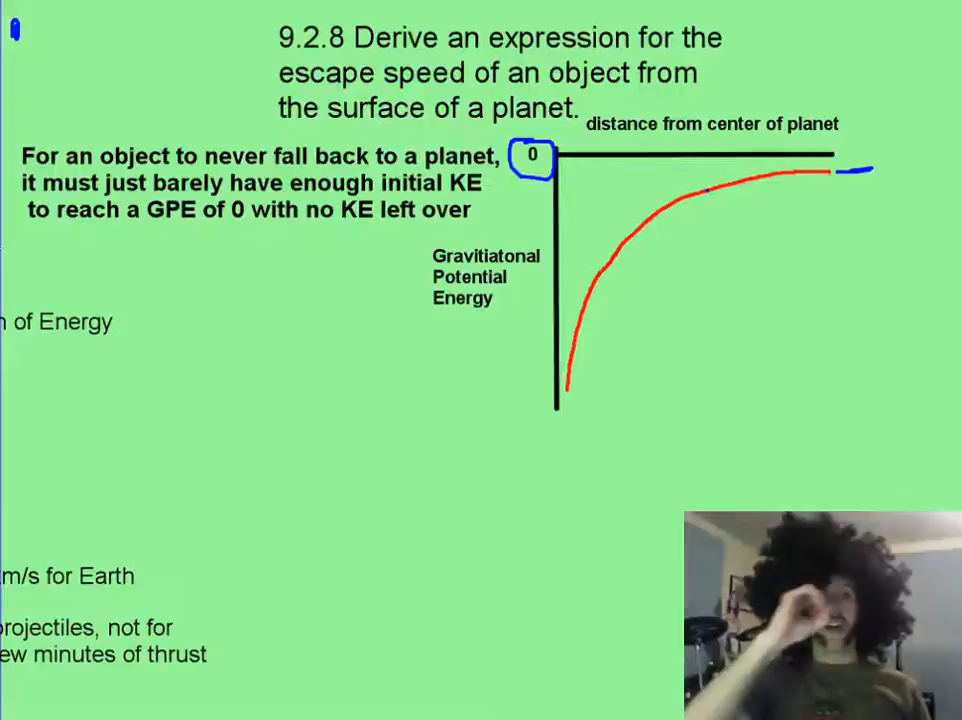 9.2.8 Derive an expression for the
escape speed of an object from
the surface of a planet.
distance from center of planet
For an object to never fall back to a planet,
it must just barely have enough initial KE
to reach a GPE of 0 with no KE left over
0
Gravitiatonal
Potential
Energy
of Energy
m/s for Earth
projectiles, not for
ew minutes of thrust